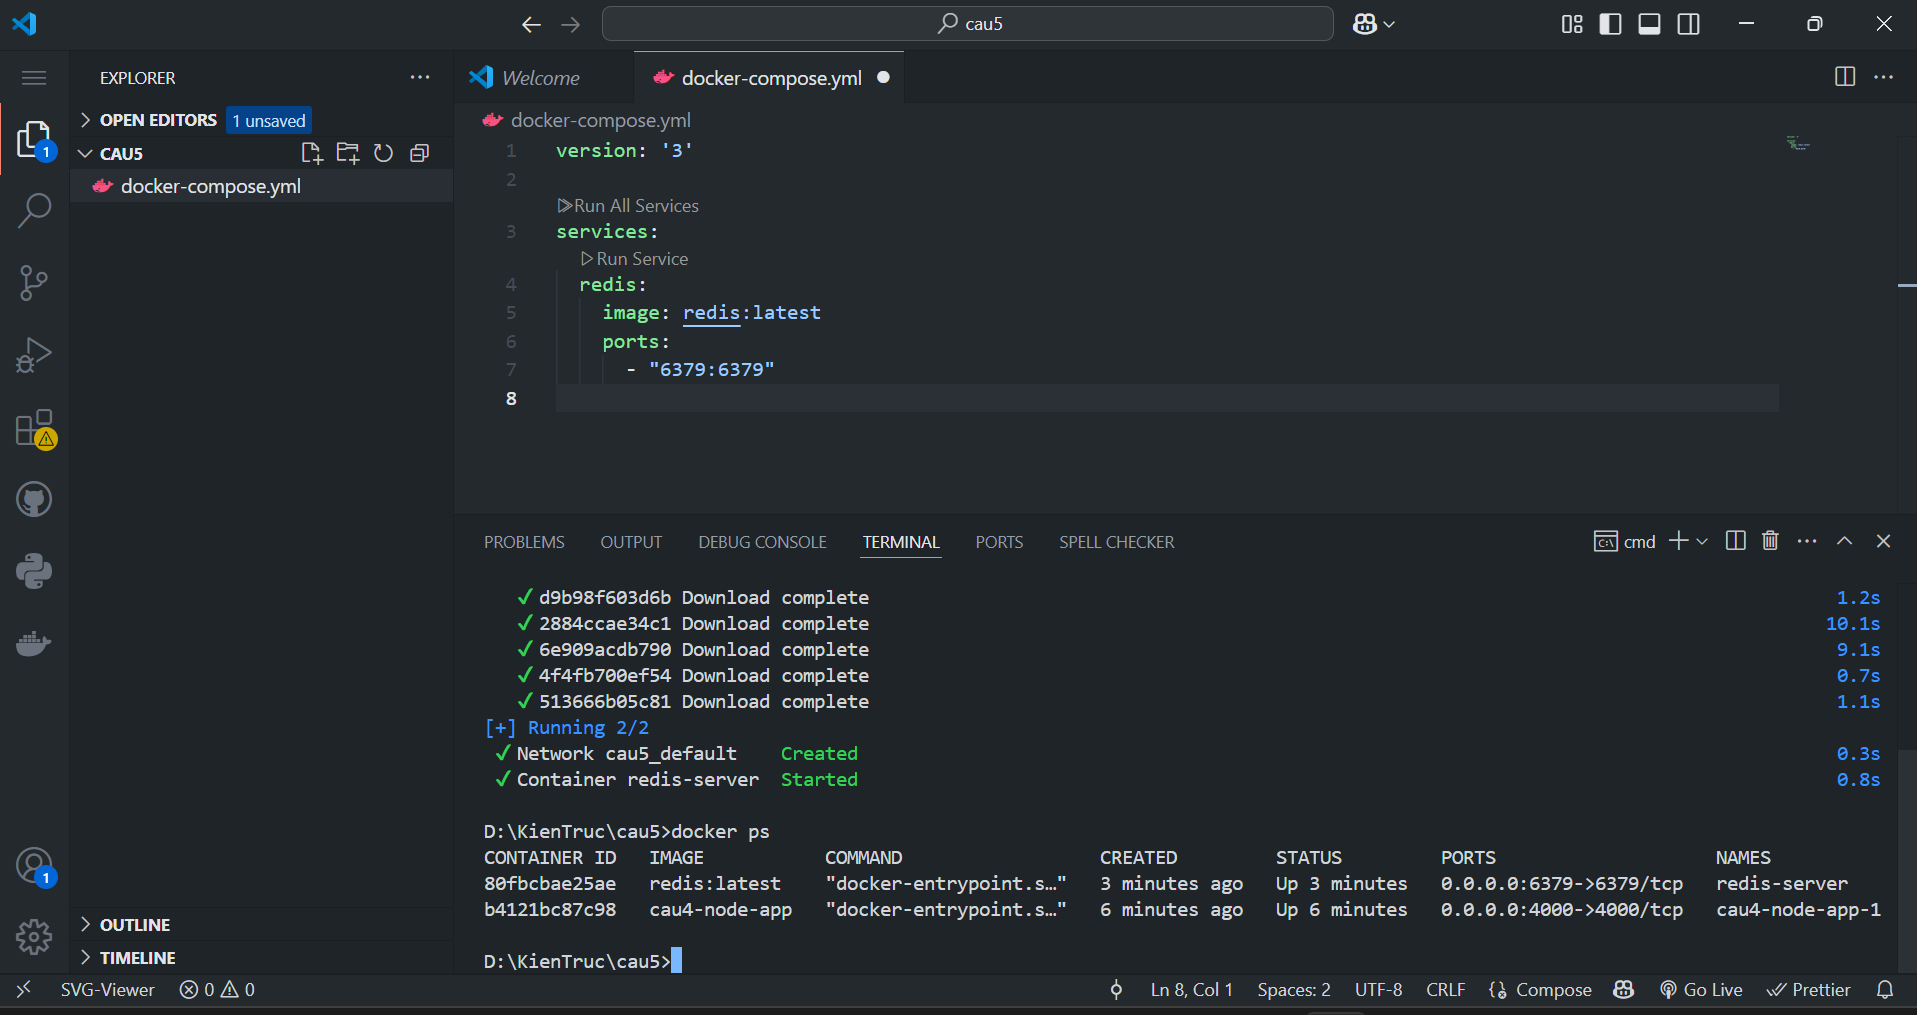 cau5
EXPLORER
OPEN EDITORS 1 unsaved
CAU5
docker-compose.yml
OUTLINE
TIMELINE
1
1
Welcome
docker-compose.yml
docker-compose.yml
1 version: '3'
2
Run All Services
3 services:
Run Service
4 redis:
5 image: redis:latest
6 ports:
7 - "6379:6379"
8
PROBLEMS OUTPUT DEBUG CONSOLE TERMINAL PORTS SPELL CHECKER cmd
✓ d9b98f603d6b Download complete 1.2s
✓ 2884ccae34c1 Download complete 10.1s
✓ 6e909acdb790 Download complete 9.1s
✓ 4f4fb700ef54 Download complete 0.7s
✓ 513666b05c81 Download complete 1.1s
[+] Running 2/2
✓ Network cau5_default Created 0.3s
✓ Container redis-server Started 0.8s
D:\KienTruc\cau5>docker ps
CONTAINER ID IMAGE COMMAND CREATED STATUS PORTS NAMES
80fbcbae25ae redis:latest "docker-entrypoint.s…" 3 minutes ago Up 3 minutes 0.0.0.0:6379->6379/tcp redis-server
b4121bc87c98 cau4-node-app "docker-entrypoint.s…" 6 minutes ago Up 6 minutes 0.0.0.0:4000->4000/tcp cau4-node-app-1
D:\KienTruc\cau5>
SVG-Viewer 0 0 Ln 8, Col 1 Spaces: 2 UTF-8 CRLF Compose Go Live Prettier